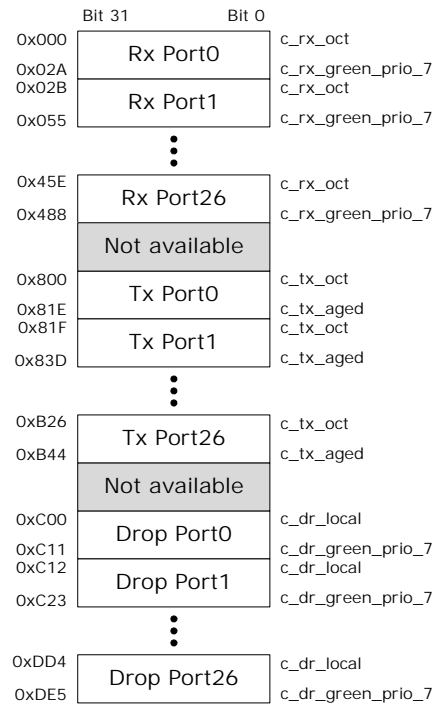 Bit 31 Bit 0
0x000 c_rx_oct
Rx Port0
0x02A c_rx_green_prio_7
0x02B c_rx_oct
Rx Port1
0x055 c_rx_green_prio_7
0x45E c_rx_oct
Rx Port26
0x488 c_rx_green_prio_7
Not available
0x800 c_tx_oct
Tx Port0
0x81E c_tx_aged
0x81F c_tx_oct
Tx Port1
0x83D c_tx_aged
0xB26 c_tx_oct
Tx Port26
0xB44 c_tx_aged
Not available
0xC00 c_dr_local
Drop Port0
0xC11 c_dr_green_prio_7
0xC12 c_dr_local
Drop Port1
0xC23 c_dr_green_prio_7
0xDD4 c_dr_local
Drop Port26
0xDE5 c_dr_green_prio_7